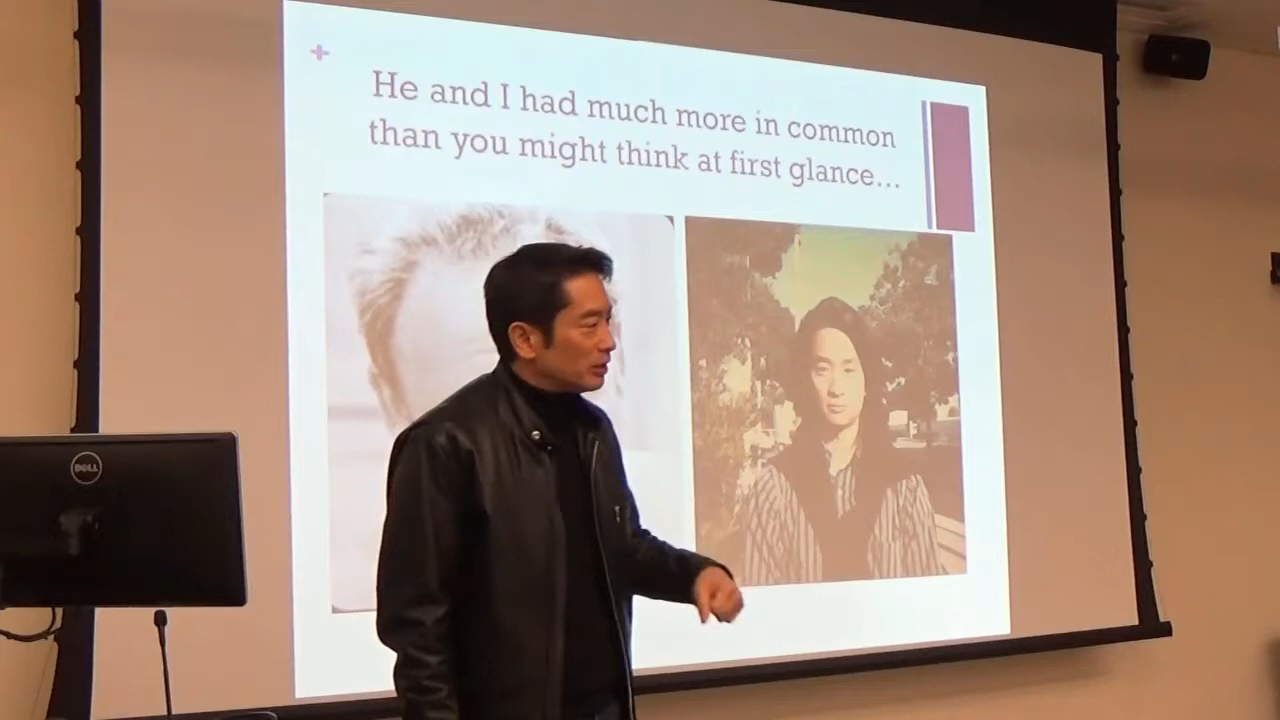 +
He and I had much more in common
than you might think at first glance...
DELL